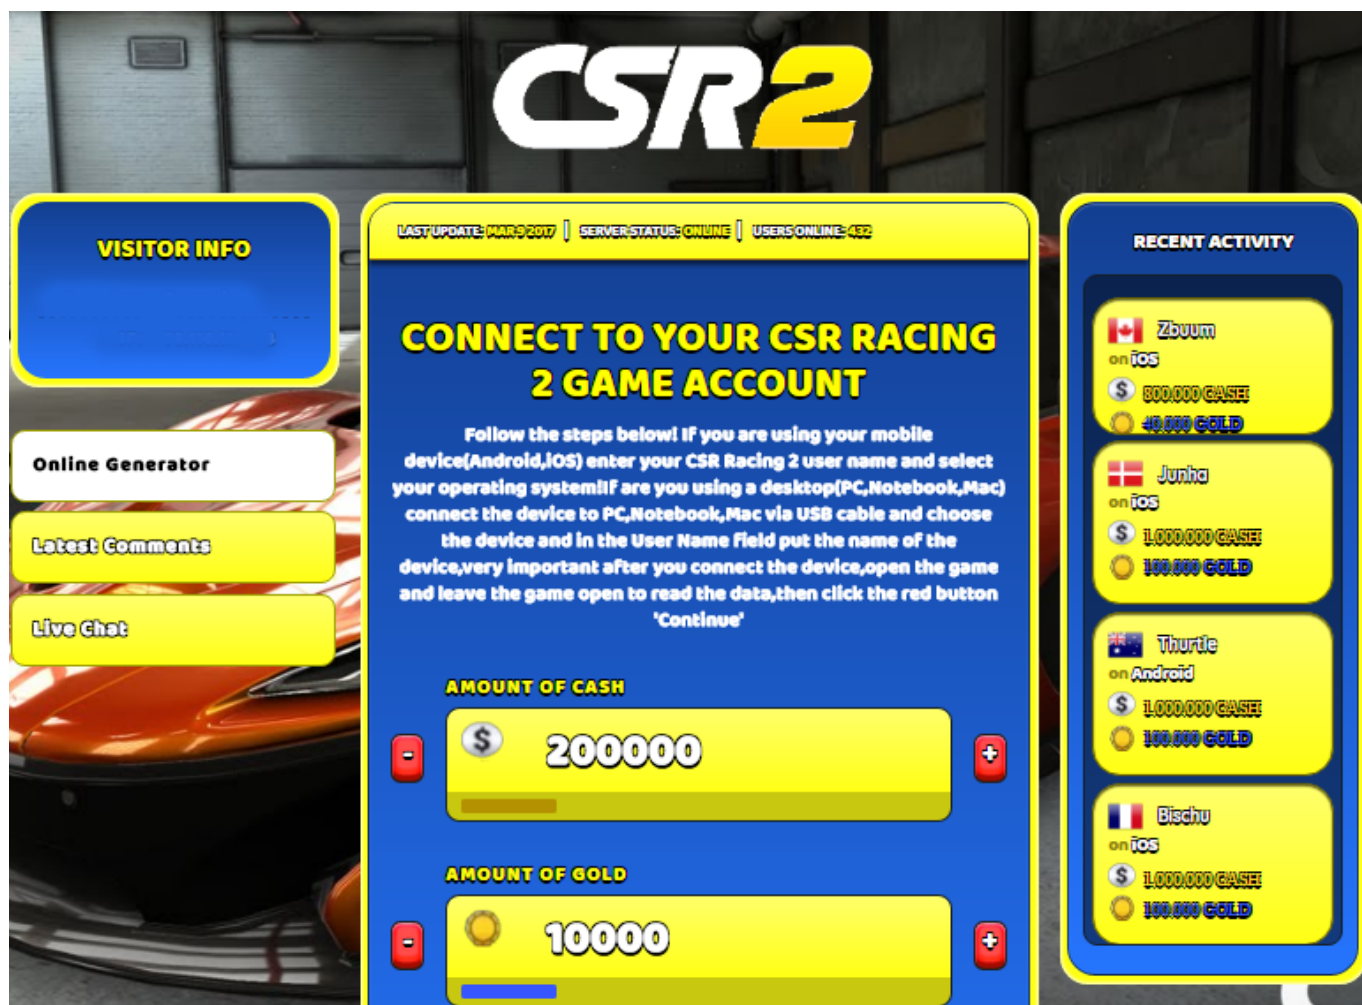 CSR2
VISITOR INFO
Online Generator
Latest Comments
Live Chat
LAST UPDATE: MAR 9 2017 | SERVER STATUS: ONLINE | USERS ONLINE: 432
CONNECT TO YOUR CSR RACING
2 GAME ACCOUNT
Follow the steps below! If you are using your mobile
device(Android,iOS) enter your CSR Racing 2 user name and select
your operating system!If are you using a desktop(PC,Notebook,Mac)
connect the device to PC,Notebook,Mac via USB cable and choose
the device and in the User Name Field put the name of the
device,very important after you connect the device,open the game
and leave the game open to read the data,then click the red button
'Continue'
AMOUNT OF CASH
- $ 200000 +
AMOUNT OF GOLD
- 10000 +
RECENT ACTIVITY
Zbuum
on iOS
$ 800.000 CASH
40.000 GOLD
Junha
on iOS
$ 1.000.000 CASH
100.000 GOLD
Thurtle
on Android
$ 1.000.000 CASH
100.000 GOLD
Bischu
on iOS
$ 1.000.000 CASH
100.000 GOLD